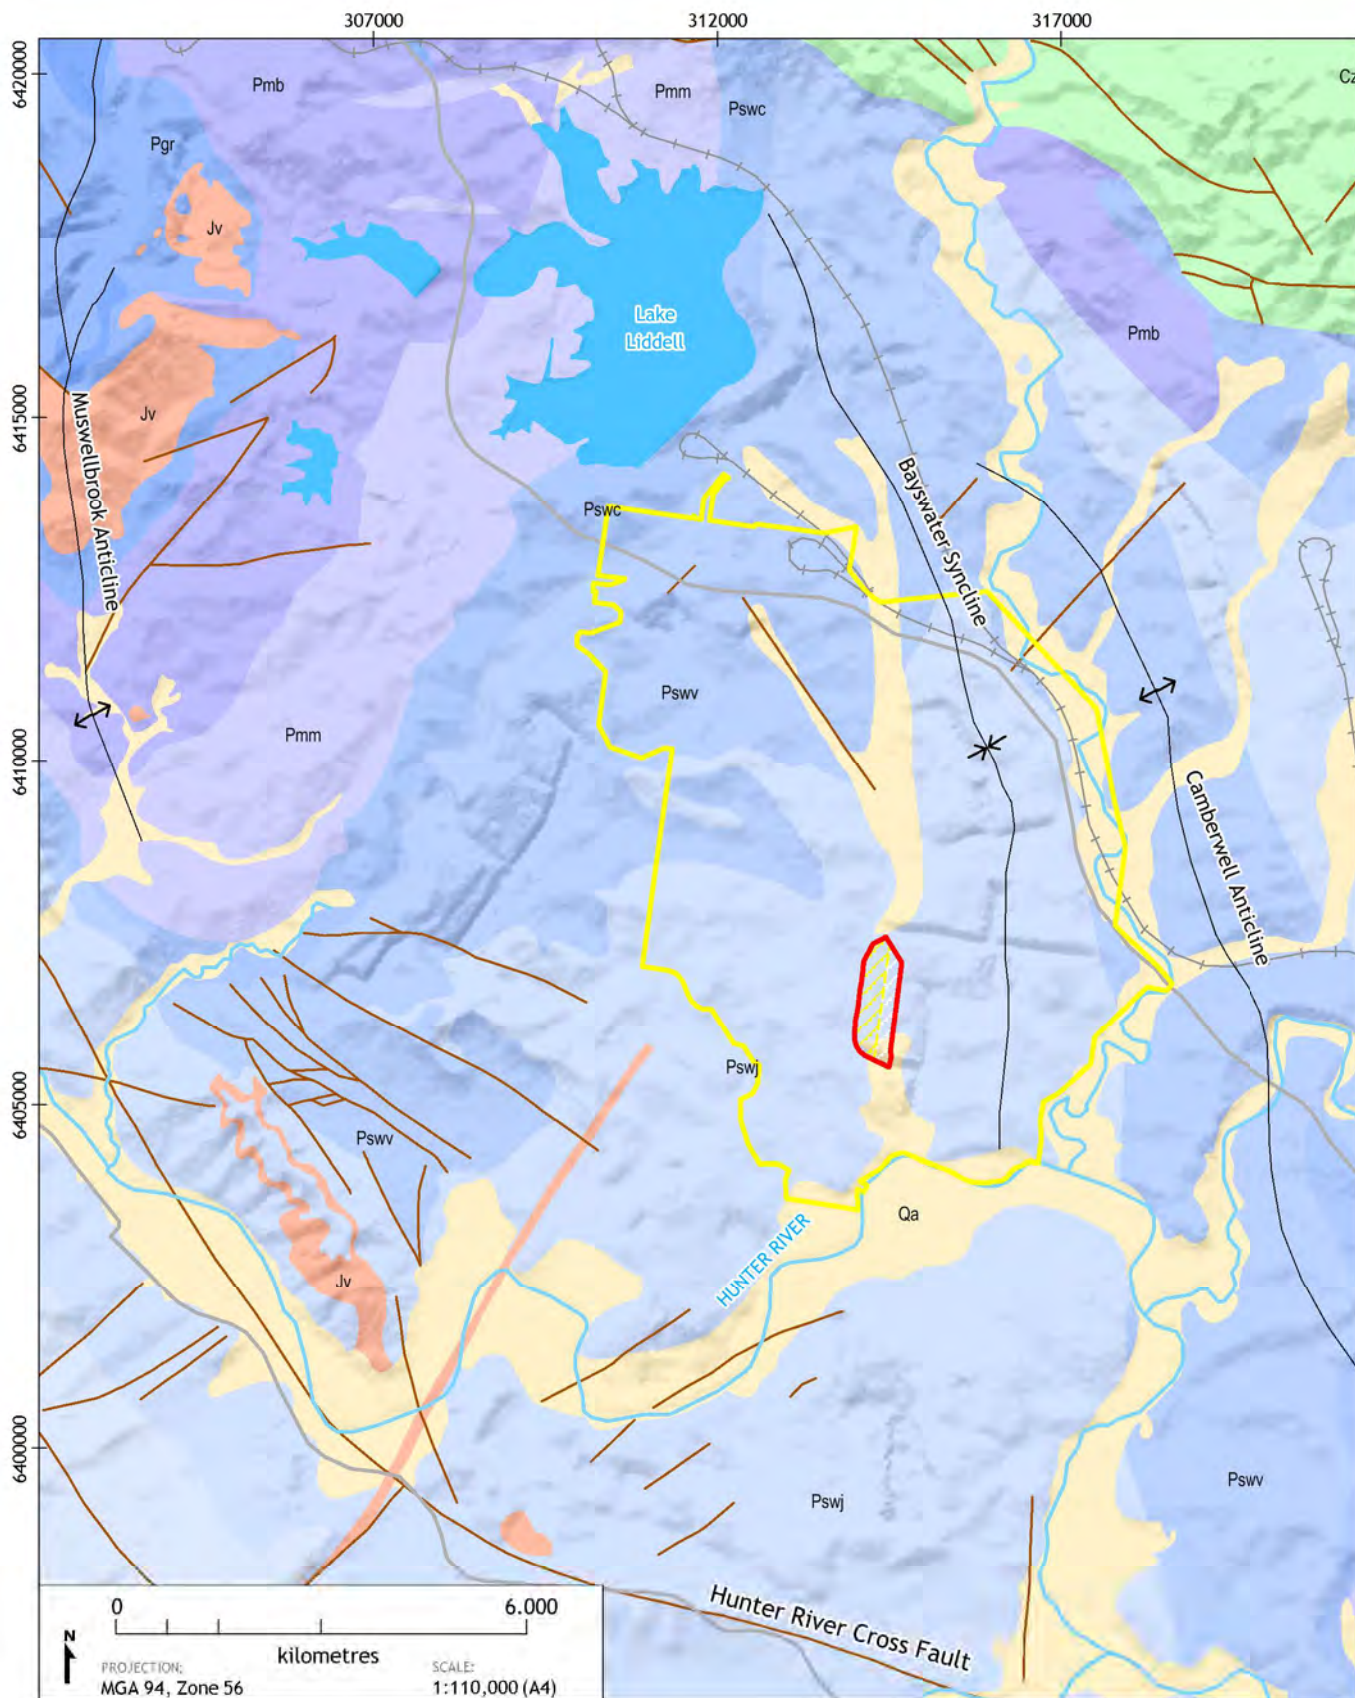 307000
312000
317000
6420000
Pmb
Pmm
Pswc
Cz
Pgr
Jv
Lake
Liddell
Pmb
6415000
Jv
Muswellbrook Anticline
Bayswater Syncline
Pswc
Pswv
Pmm
6410000
Camberwell Anticline
Pswj
6405000
Pswv
Qa
HUNTER RIVER
Jv
6400000
Pswj
Pswv
Hunter River Cross Fault
0
6.000
kilometres
N
PROJECTION:
MGA 94, Zone 56
SCALE:
1:110,000 (A4)